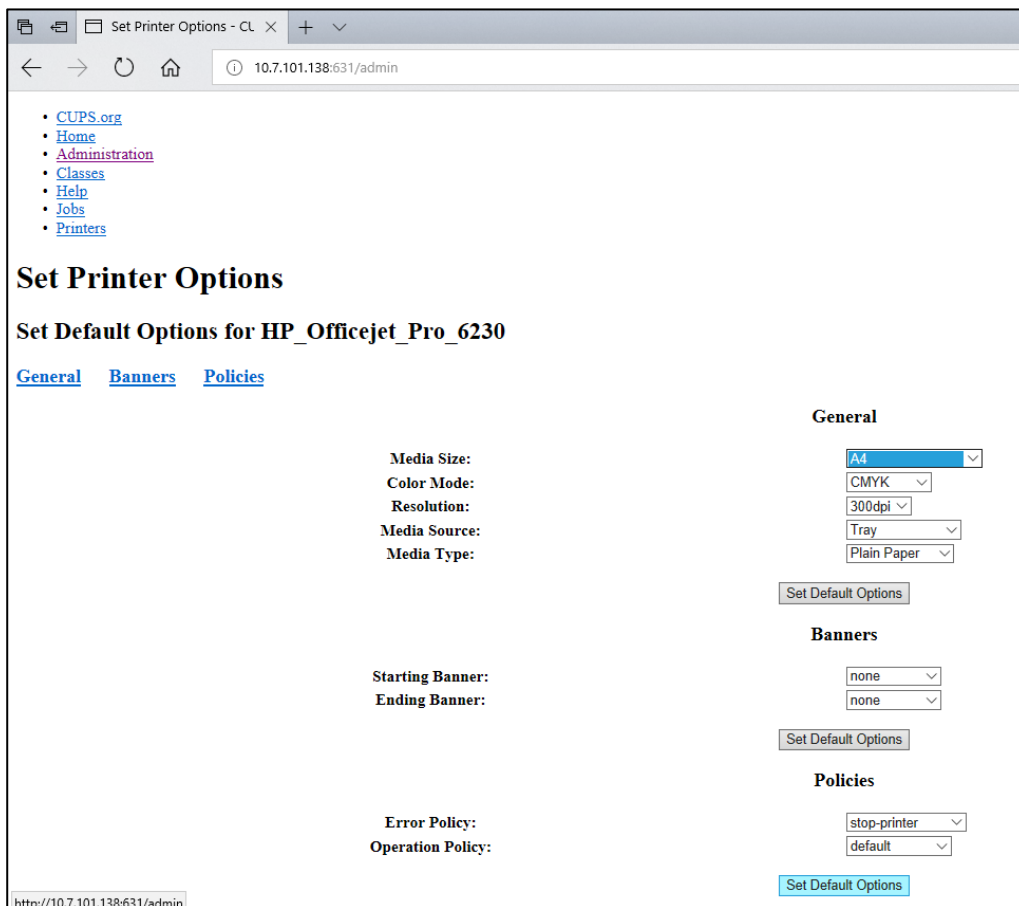 Set Printer Options - CU
10.7.101.138:631/admin
CUPS.org
Home
Administration
Classes
Help
Jobs
Printers
Set Printer Options
Set Default Options for HP_Officejet_Pro_6230
General Banners Policies
General
Media Size: A4
Color Mode: CMYK
Resolution: 300dpi
Media Source: Tray
Media Type: Plain Paper
Set Default Options
Banners
Starting Banner: none
Ending Banner: none
Set Default Options
Policies
Error Policy: stop-printer
Operation Policy: default
Set Default Options
http://10.7.101.138:631/admin